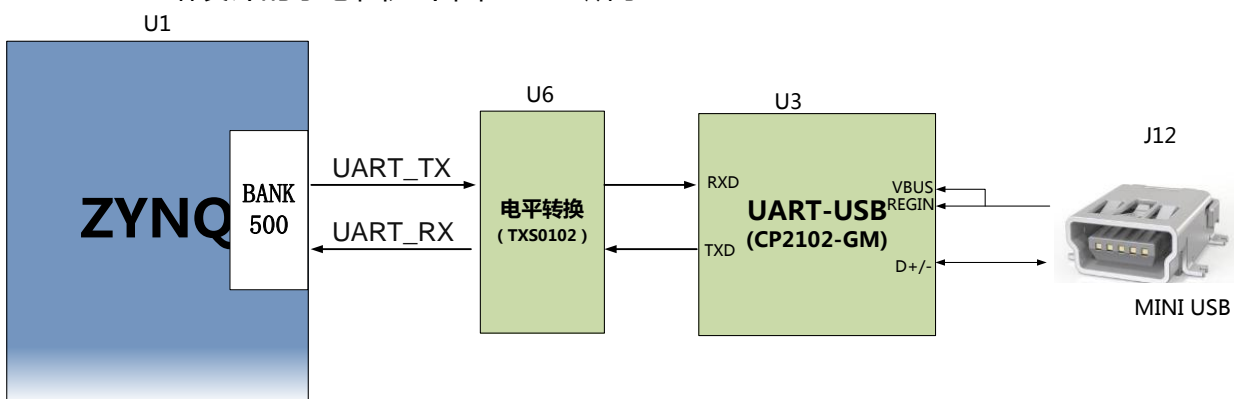 U1
ZYNQ
BANK
500
UART_TX
UART_RX
U6
电平转换
(TXS0102)
U3
RXD
TXD
UART-USB
(CP2102-GM)
VBUS
REGIN
D+/-
J12
MINI USB